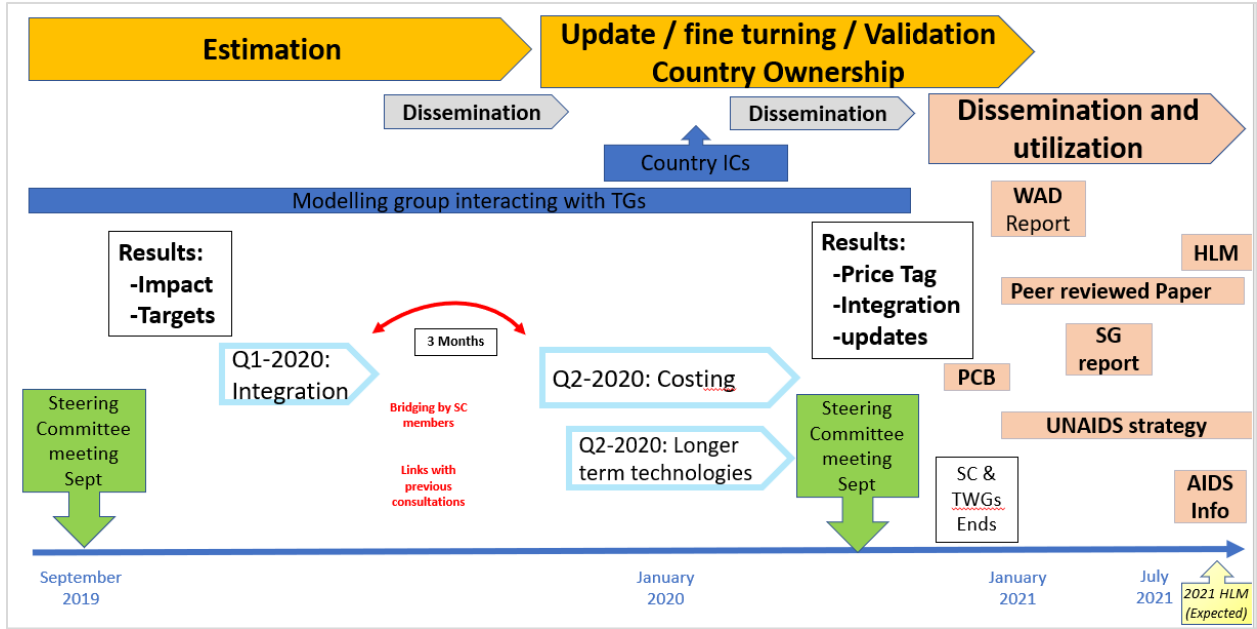 Estimation
Update / fine turning / Validation
Country Ownership
Dissemination
Dissemination
Dissemination and
utilization
Country ICs
Modelling group interacting with TGs
WAD
Report
Results:
-Impact
-Targets
Results:
-Price Tag
-Integration
-updates
HLM
Peer reviewed Paper
3 Months
SG
report
Q1-2020:
Integration
Q2-2020: Costing
PCB
Steering
Committee
meeting
Sept
Bridging by SC
members
Steering
Committee
meeting
Sept
UNAIDS strategy
Q2-2020: Longer
term technologies
Links with
previous
consultations
SC &
TWGs
Ends
AIDS
Info
September
2019
January
2020
January
2021
July
2021
2021 HLM
(Expected)